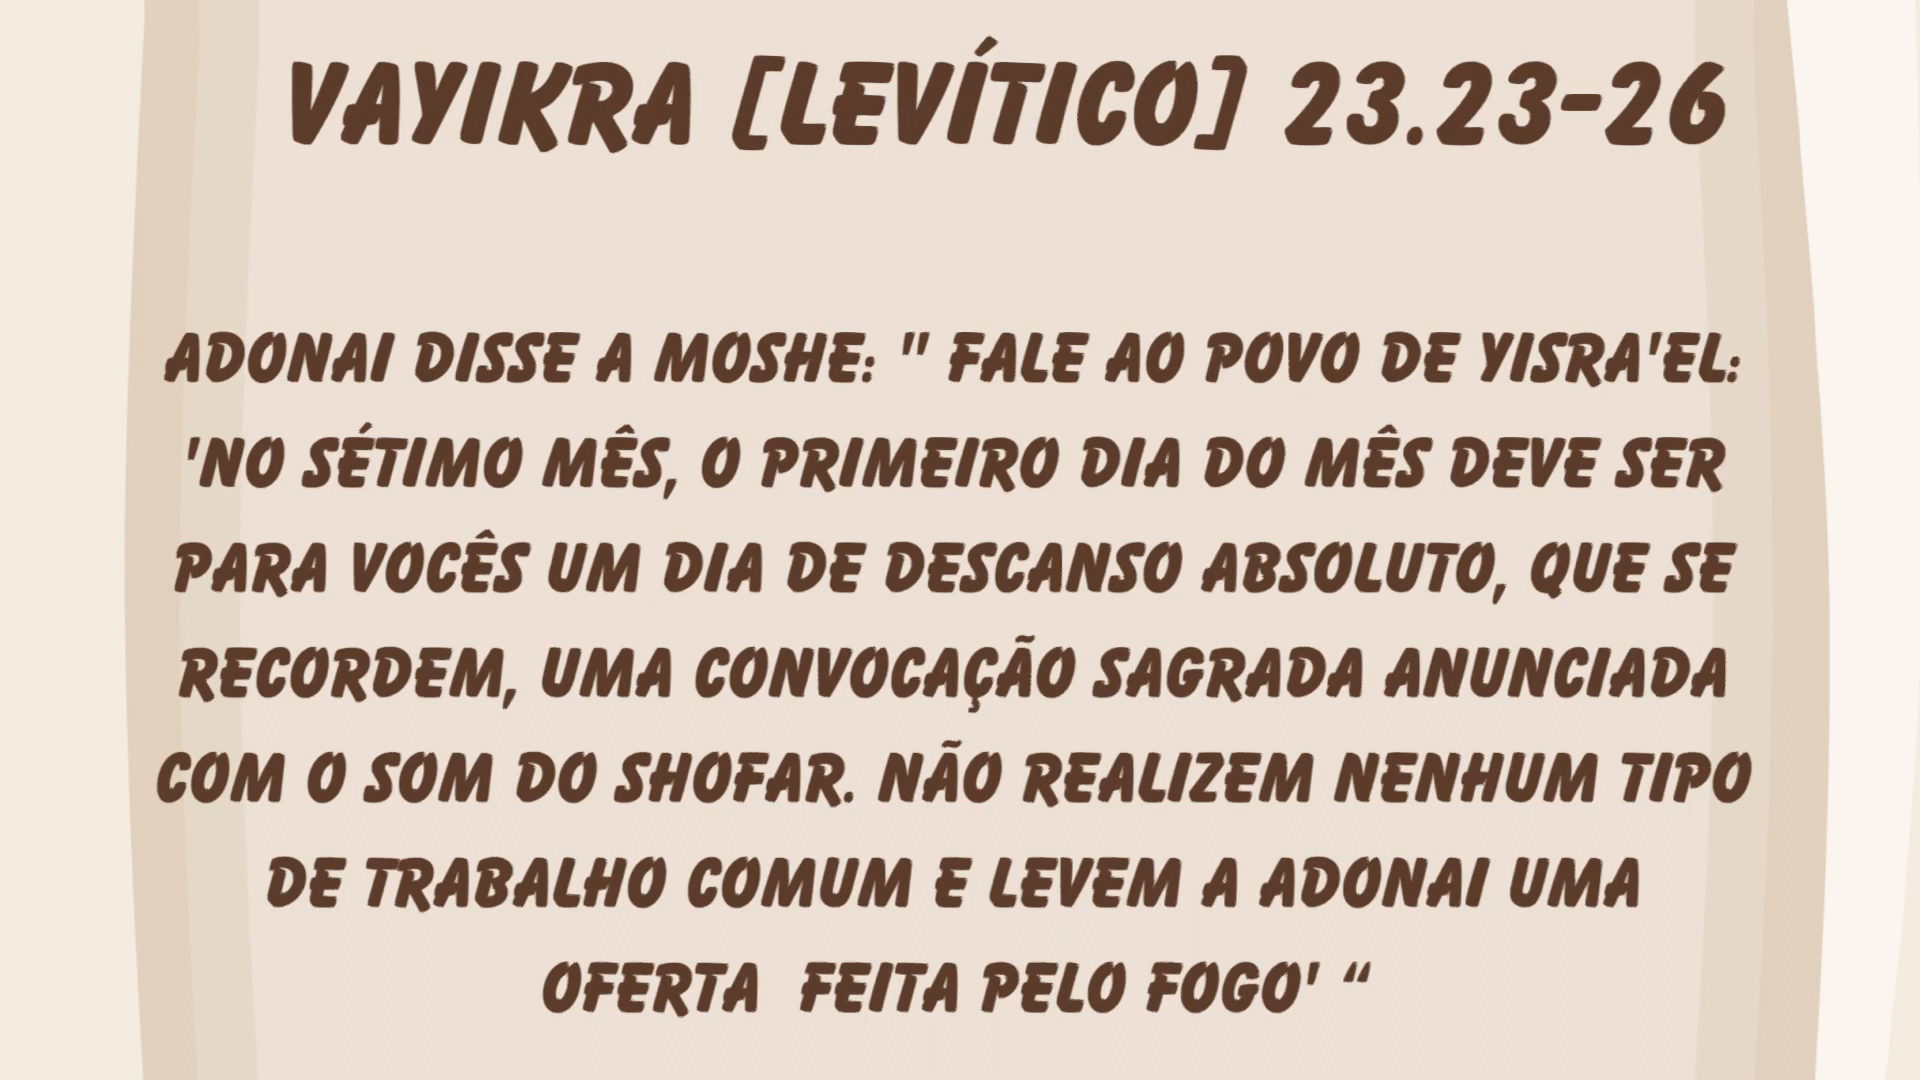 VAYIKRA [LEVÍTICO] 23.23-26
ADONAI DISSE A MOSHE: " FALE AO POVO DE YISRA'EL:
'NO SÉTIMO MÊS, O PRIMEIRO DIA DO MÊS DEVE SER
PARA VOCÊS UM DIA DE DESCANSO ABSOLUTO, QUE SE
RECORDEM, UMA CONVOCAÇÃO SAGRADA ANUNCIADA
COM O SOM DO SHOFAR. NÃO REALIZEM NENHUM TIPO
DE TRABALHO COMUM E LEVEM A ADONAI UMA
OFERTA  FEITA PELO FOGO' “